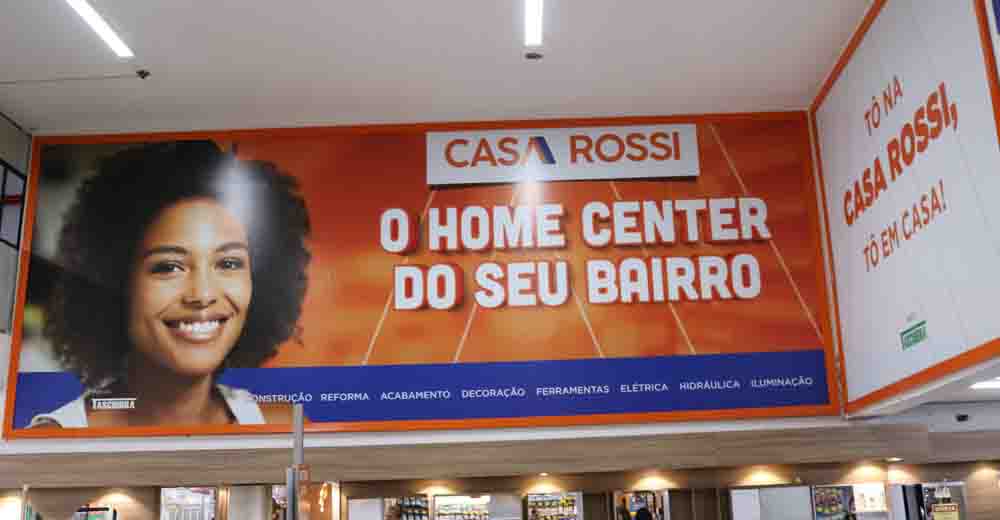 CASA ROSSI
O HOME CENTER
DO SEU BAIRRO
CONSTRUÇÃO REFORMA ACABAMENTO DECORAÇÃO FERRAMENTAS ELÉTRICA HIDRÁULICA ILUMINAÇÃO
TASCHIBRA
TÔ NA
CASA ROSSI,
TÔ EM CASA!
TASCHIBRA